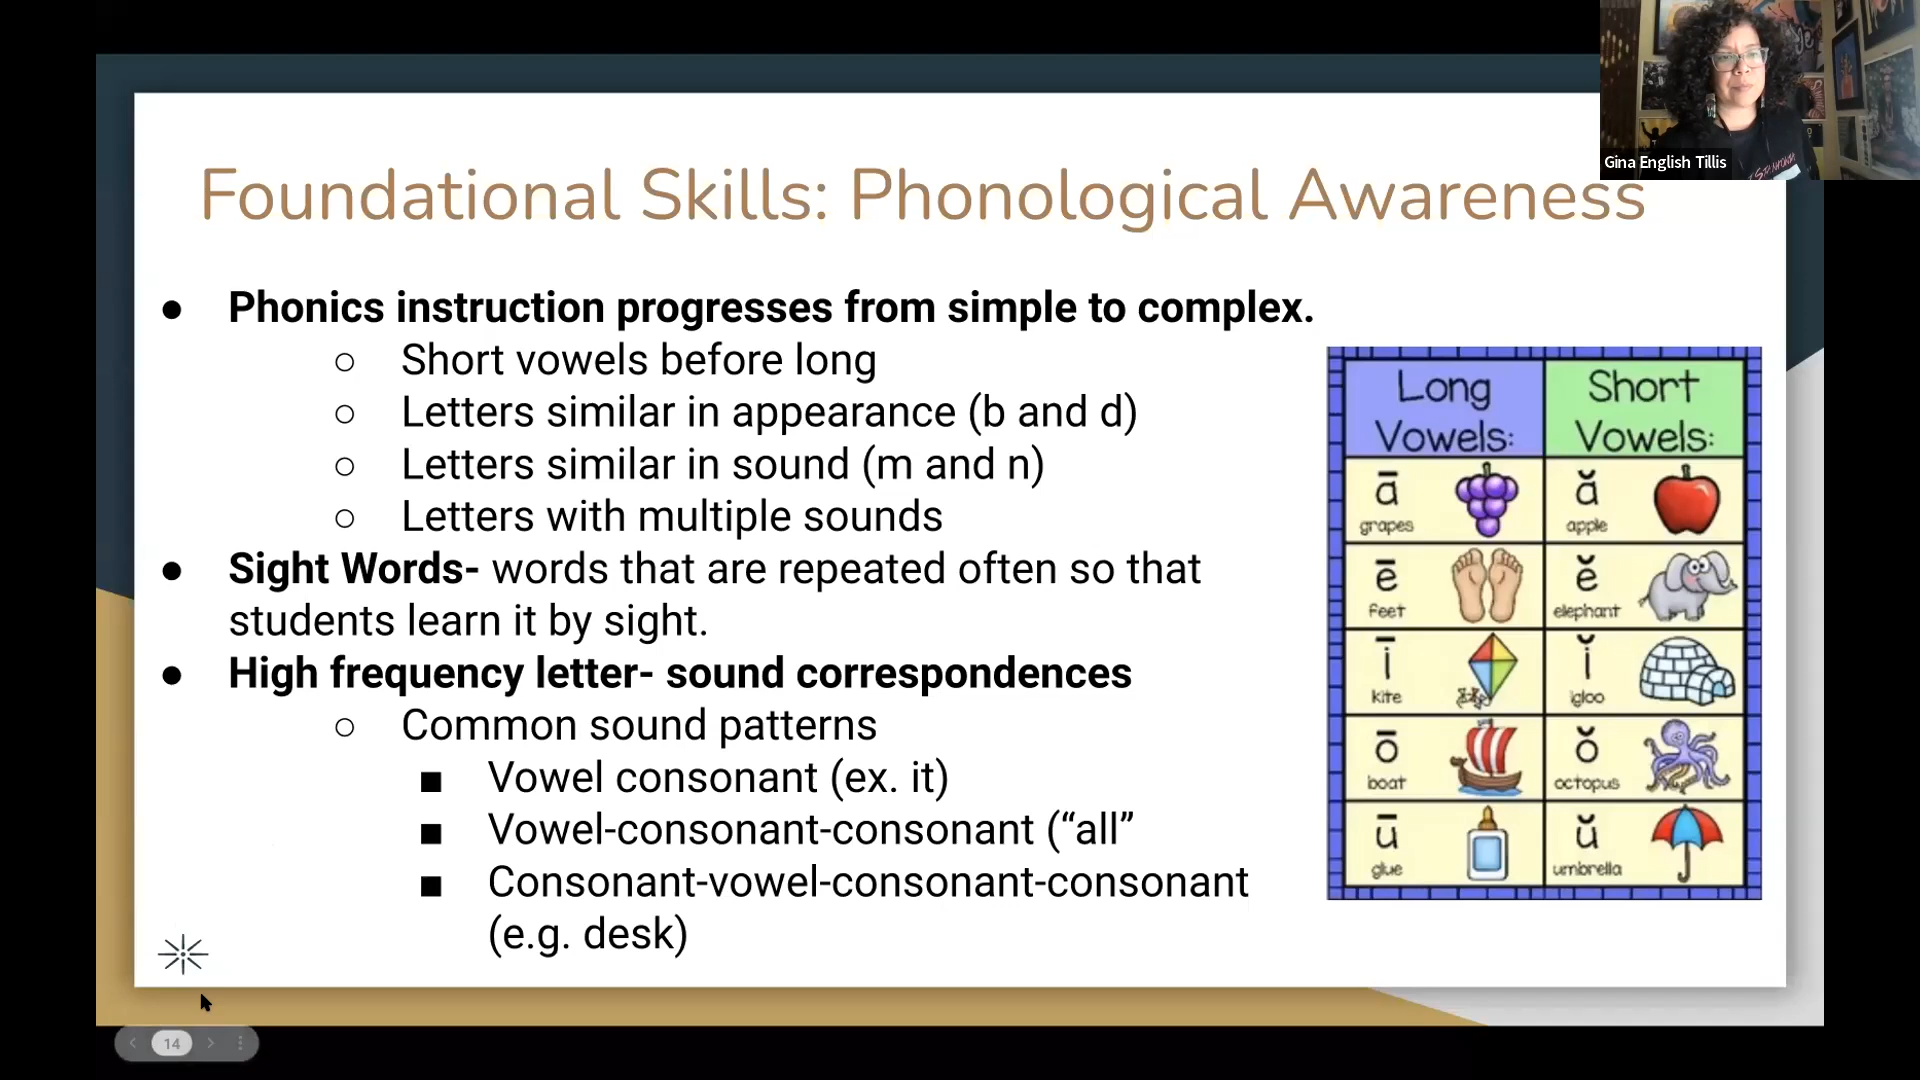 Gina English Tillis
Foundational Skills: Phonological Awareness
● Phonics instruction progresses from simple to complex.
○ Short vowels before long
○ Letters similar in appearance (b and d)
○ Letters similar in sound (m and n)
○ Letters with multiple sounds
● Sight Words- words that are repeated often so that
students learn it by sight.
● High frequency letter- sound correspondences
○ Common sound patterns
■ Vowel consonant (ex. it)
■ Vowel-consonant-consonant (“all”
■ Consonant-vowel-consonant-consonant
(e.g. desk)
Long Vowels:
Short Vowels:
ā
grapes
ă
apple
ē
feet
ĕ
elephant
ī
kite
ĭ
igloo
ō
boat
ŏ
octopus
ū
glue
ŭ
umbrella
14